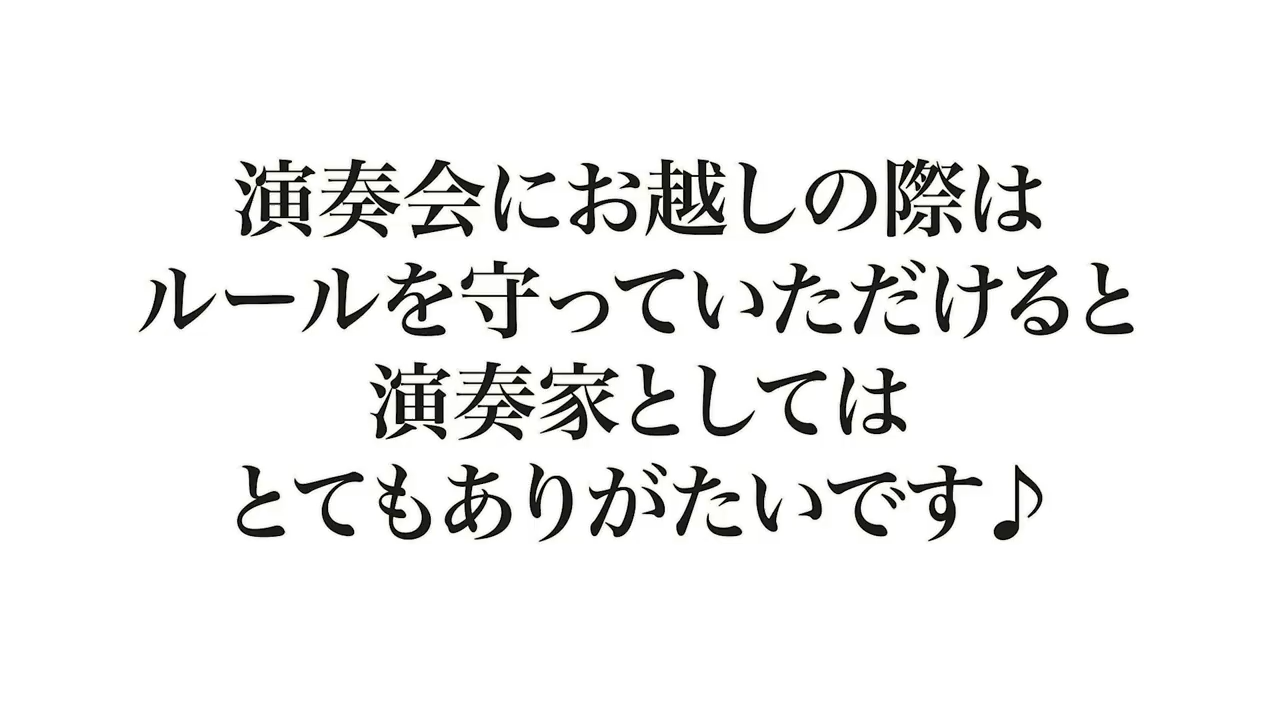 演奏会にお越しの際は
ルールを守っていただけると
演奏家としては
とてもありがたいです♪